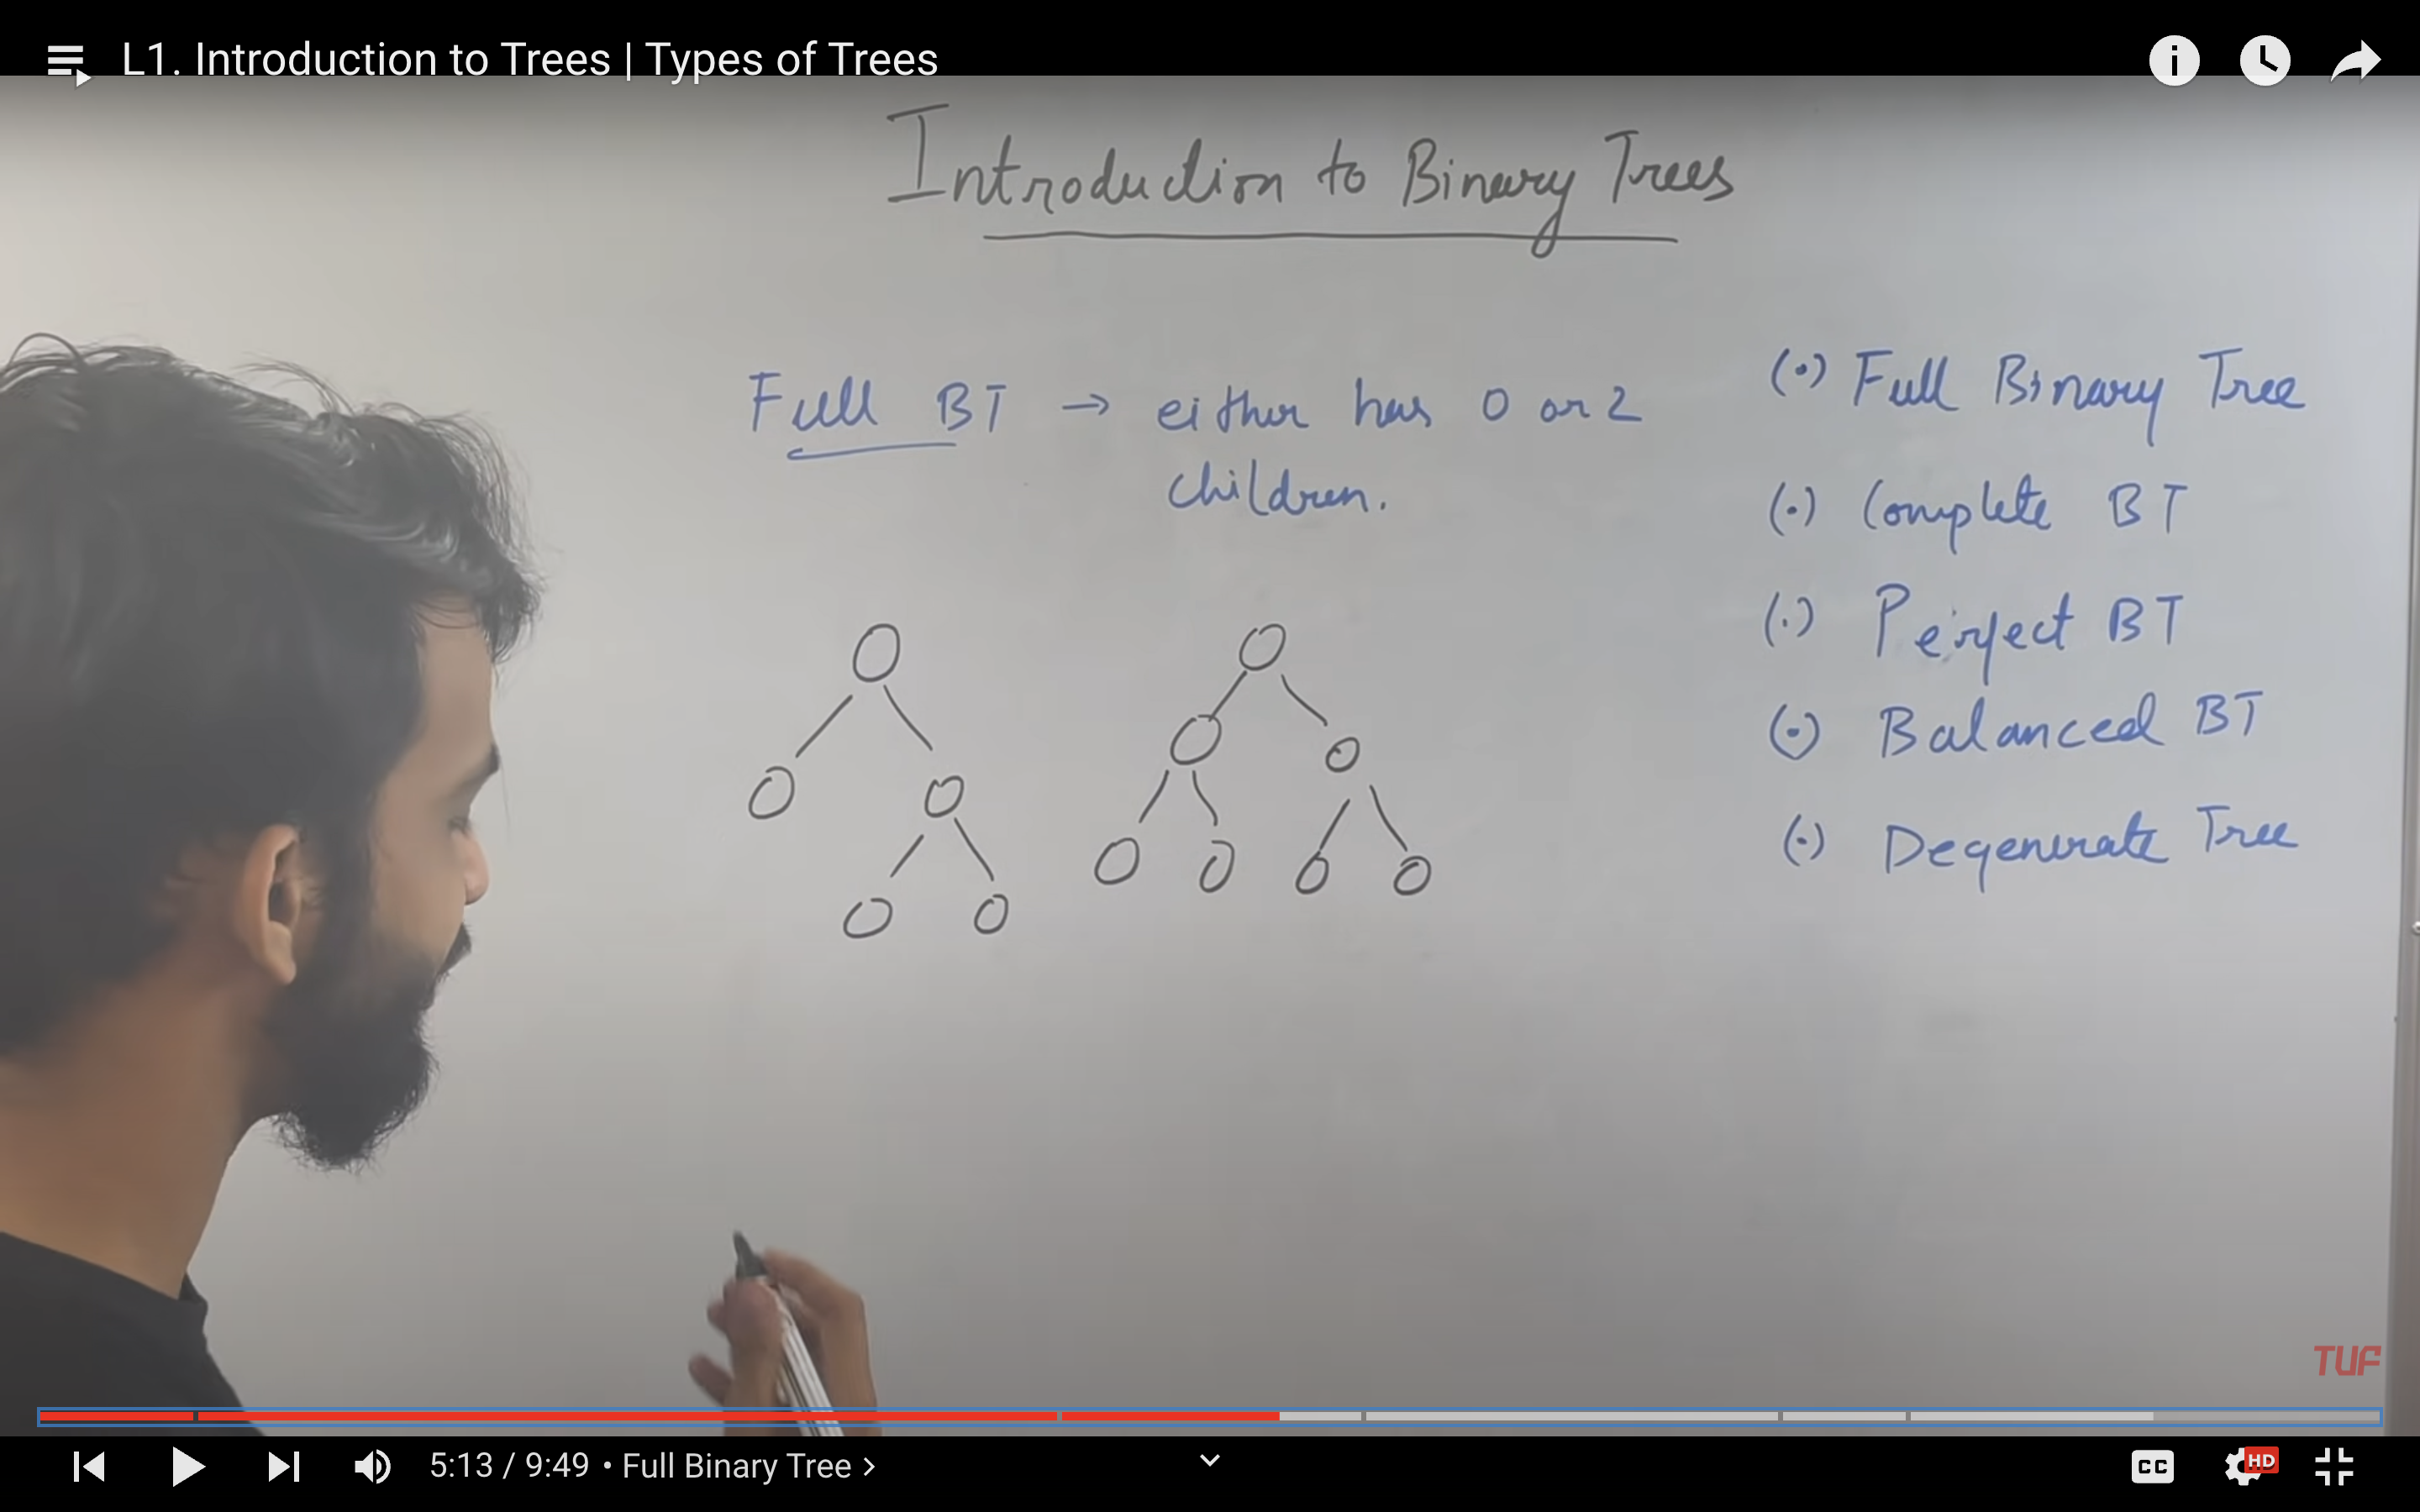 L1. Introduction to Trees | Types of Trees
Introduction to Binary Trees
Full BT → either has 0 or 2
children.
(•) Full Binary Tree
(•) Complete BT
(•) Perfect BT
(•) Balanced BT
(•) Degenerate Tree
TUF
5:13 / 9:49 • Full Binary Tree >
CC
HD